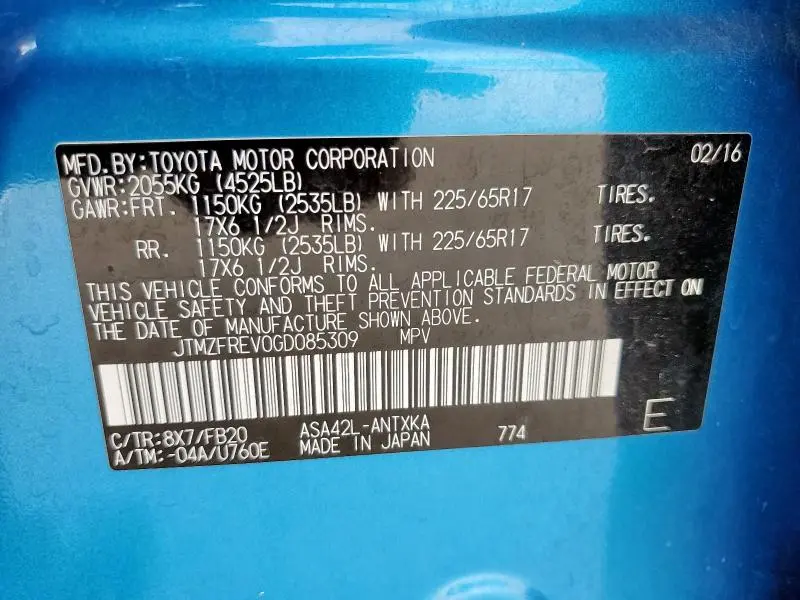 MFD.BY:TOYOTA MOTOR CORPORATION 02/16
GVWR:2055KG (4525LB)
GAWR:FRT. 1150KG (2535LB) WITH 225/65R17 TIRES.
17X6 1/2J RIMS.
RR. 1150KG (2535LB) WITH 225/65R17 TIRES.
17X6 1/2J RIMS.
THIS VEHICLE CONFORMS TO ALL APPLICABLE FEDERAL MOTOR
VEHICLE SAFETY AND THEFT PREVENTION STANDARDS IN EFFECT ON
THE DATE OF MANUFACTURE SHOWN ABOVE.
JTMZFREV0GD085309 MPV
C/TR:8X7/FB20 ASA42L-ANTXKA 774 E
A/TM:-04A/U760E MADE IN JAPAN